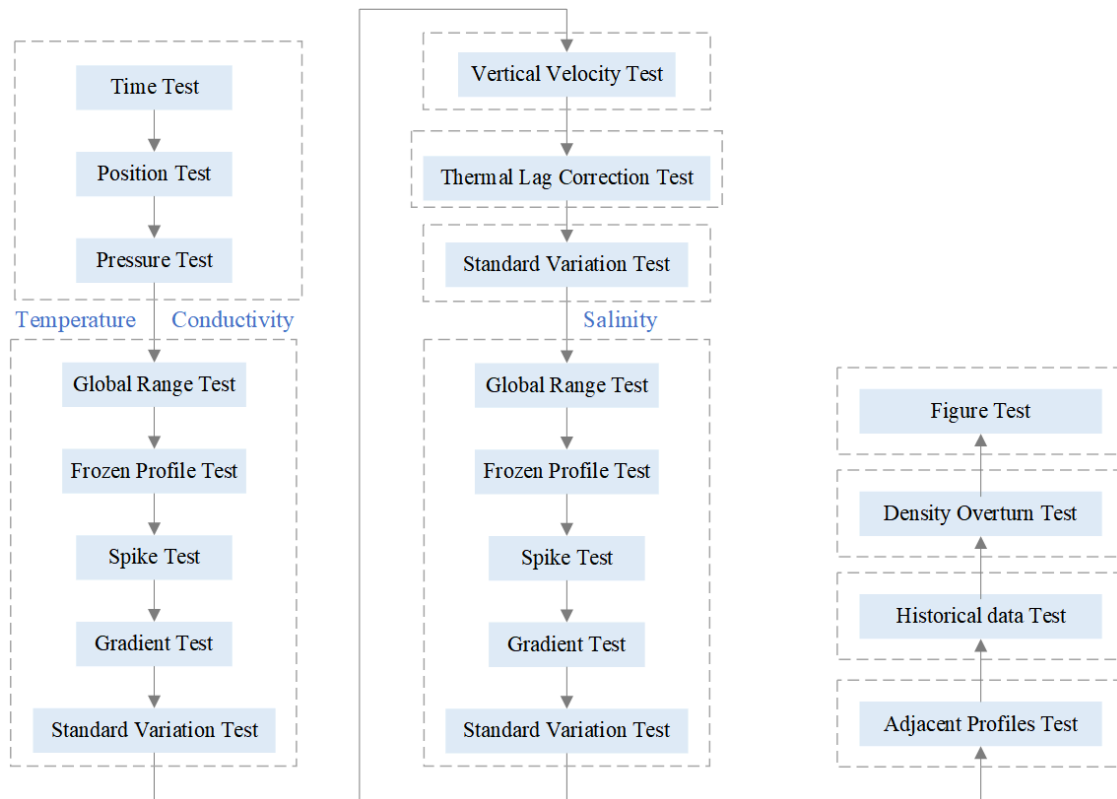 Time Test
Position Test
Pressure Test
Temperature
Conductivity
Global Range Test
Frozen Profile Test
Spike Test
Gradient Test
Standard Variation Test
Vertical Velocity Test
Thermal Lag Correction Test
Standard Variation Test
Salinity
Global Range Test
Frozen Profile Test
Spike Test
Gradient Test
Standard Variation Test
Figure Test
Density Overturn Test
Historical data Test
Adjacent Profiles Test